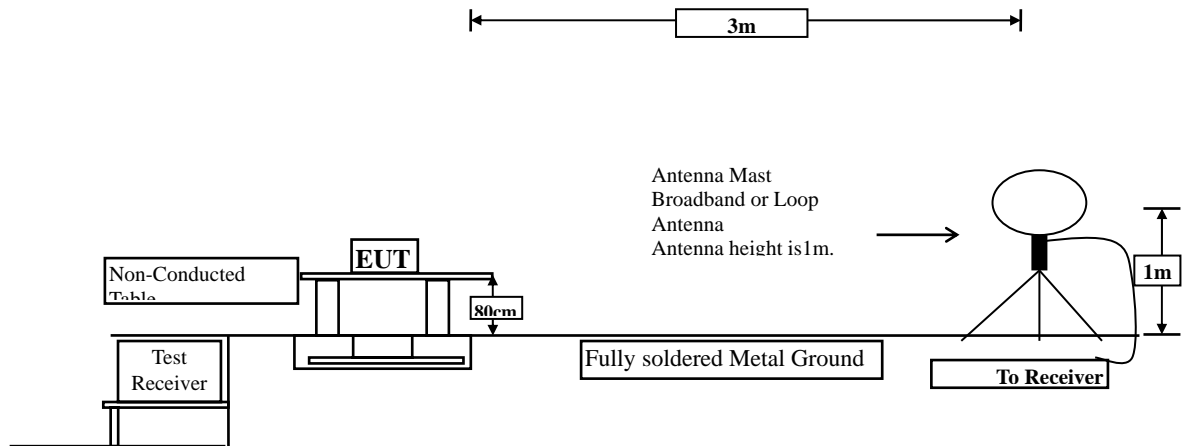 3m
Antenna Mast
Broadband or Loop
Antenna
Antenna height is1m.
EUT
Non-Conducted
Table
80cm
1m
Test
Receiver
Fully soldered Metal Ground
To Receiver